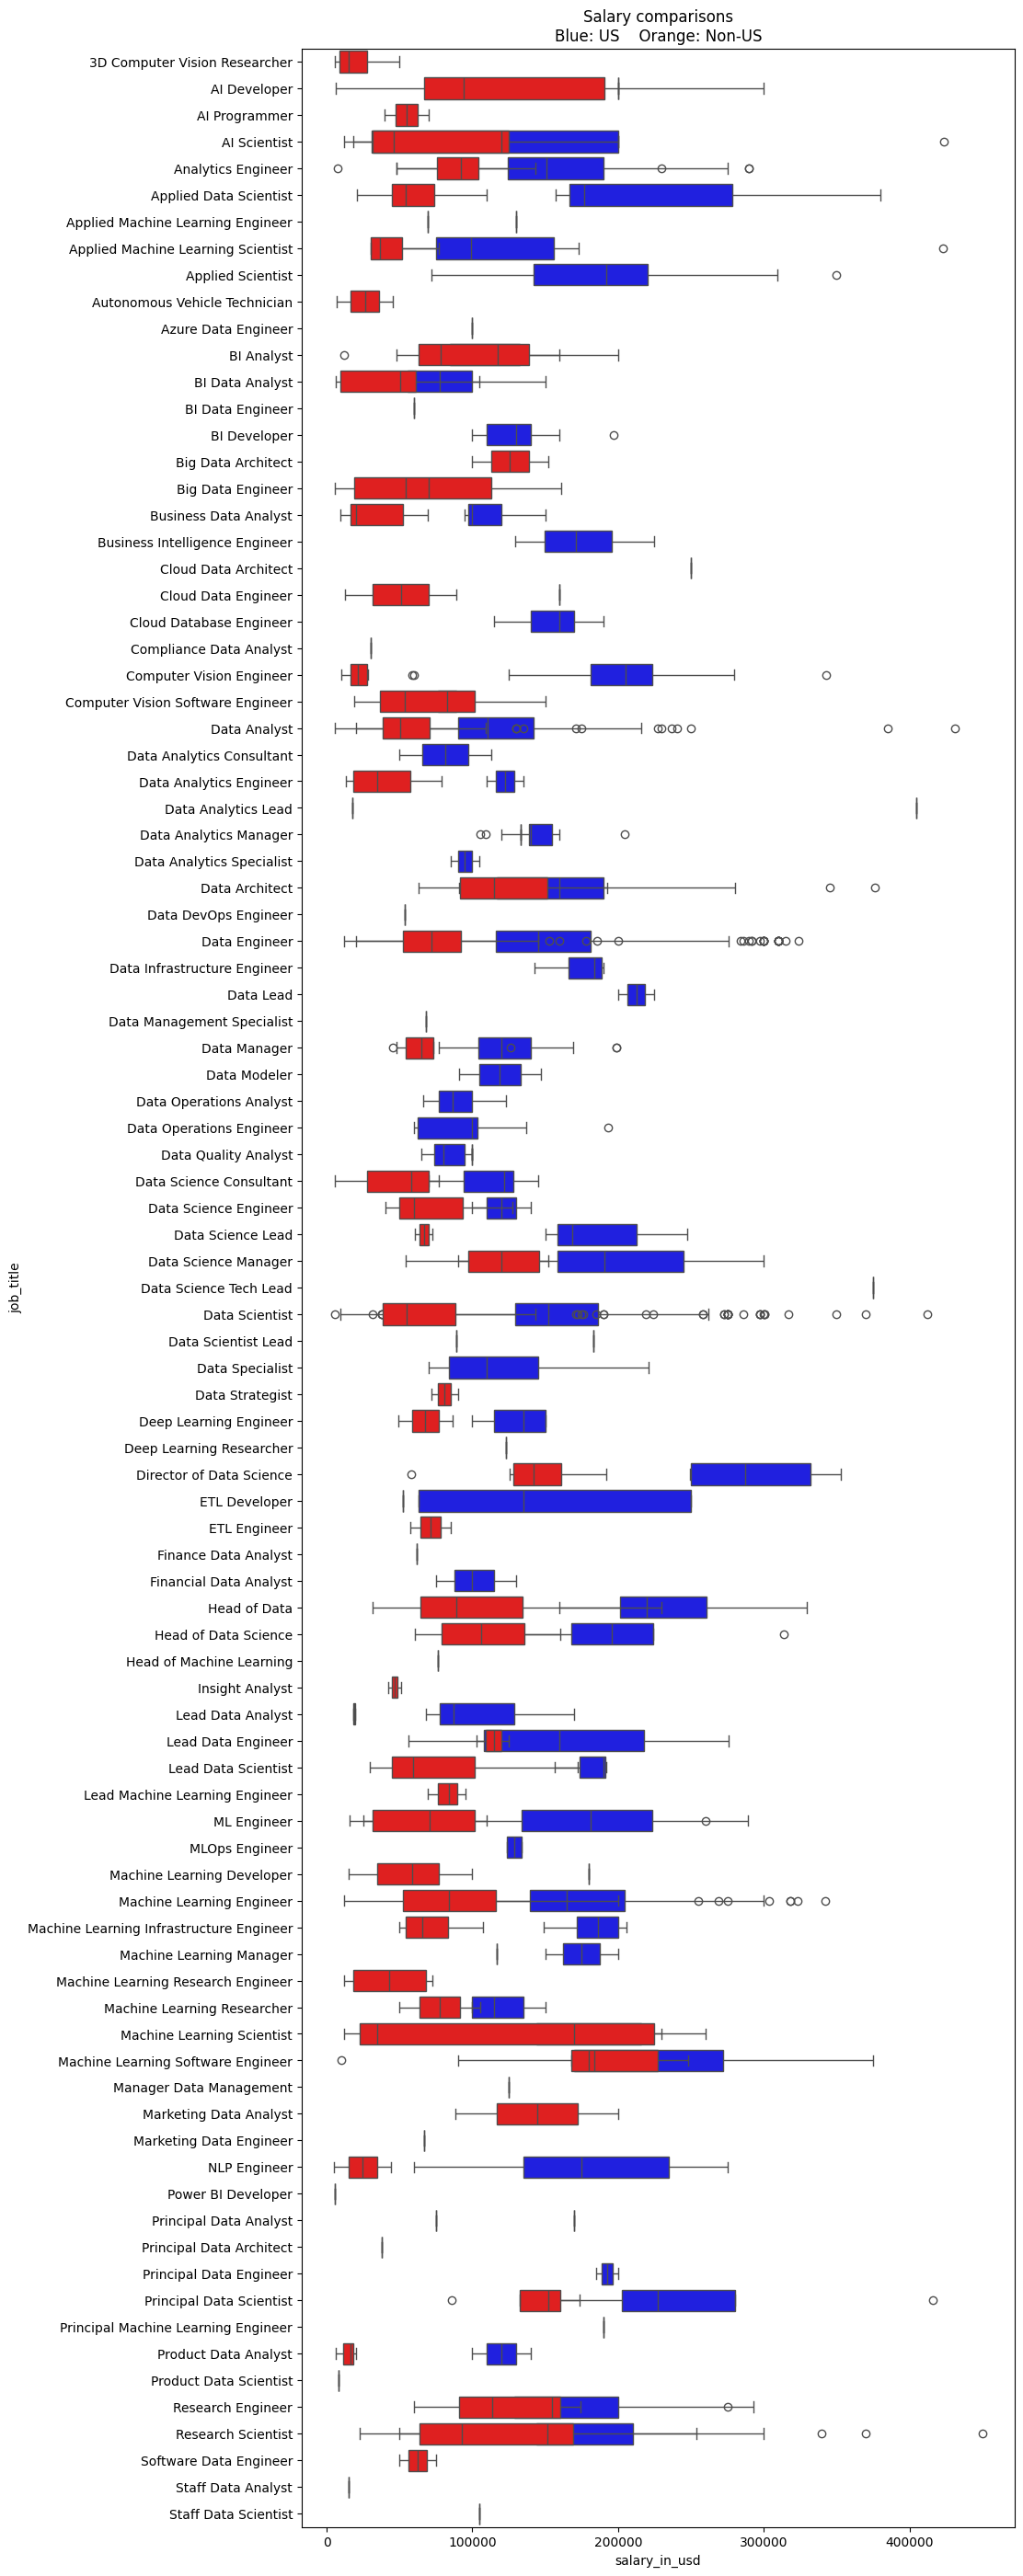 Salary comparisons
Blue: US    Orange: Non-US
3D Computer Vision Researcher
AI Developer
AI Programmer
AI Scientist
Analytics Engineer
Applied Data Scientist
Applied Machine Learning Engineer
Applied Machine Learning Scientist
Applied Scientist
Autonomous Vehicle Technician
Azure Data Engineer
BI Analyst
BI Data Analyst
BI Data Engineer
BI Developer
Big Data Architect
Big Data Engineer
Business Data Analyst
Business Intelligence Engineer
Cloud Data Architect
Cloud Data Engineer
Cloud Database Engineer
Compliance Data Analyst
Computer Vision Engineer
Computer Vision Software Engineer
Data Analyst
Data Analytics Consultant
Data Analytics Engineer
Data Analytics Lead
Data Analytics Manager
Data Analytics Specialist
Data Architect
Data DevOps Engineer
Data Engineer
Data Infrastructure Engineer
Data Lead
Data Management Specialist
Data Manager
Data Modeler
Data Operations Analyst
Data Operations Engineer
Data Quality Analyst
Data Science Consultant
Data Science Engineer
Data Science Lead
Data Science Manager
Data Science Tech Lead
Data Scientist
Data Scientist Lead
Data Specialist
Data Strategist
Deep Learning Engineer
Deep Learning Researcher
Director of Data Science
ETL Developer
ETL Engineer
Finance Data Analyst
Financial Data Analyst
Head of Data
Head of Data Science
Head of Machine Learning
Insight Analyst
Lead Data Analyst
Lead Data Engineer
Lead Data Scientist
Lead Machine Learning Engineer
ML Engineer
MLOps Engineer
Machine Learning Developer
Machine Learning Engineer
Machine Learning Infrastructure Engineer
Machine Learning Manager
Machine Learning Research Engineer
Machine Learning Researcher
Machine Learning Scientist
Machine Learning Software Engineer
Manager Data Management
Marketing Data Analyst
Marketing Data Engineer
NLP Engineer
Power BI Developer
Principal Data Analyst
Principal Data Architect
Principal Data Engineer
Principal Data Scientist
Principal Machine Learning Engineer
Product Data Analyst
Product Data Scientist
Research Engineer
Research Scientist
Software Data Engineer
Staff Data Analyst
Staff Data Scientist
job_title
0 100000 200000 300000 400000
salary_in_usd